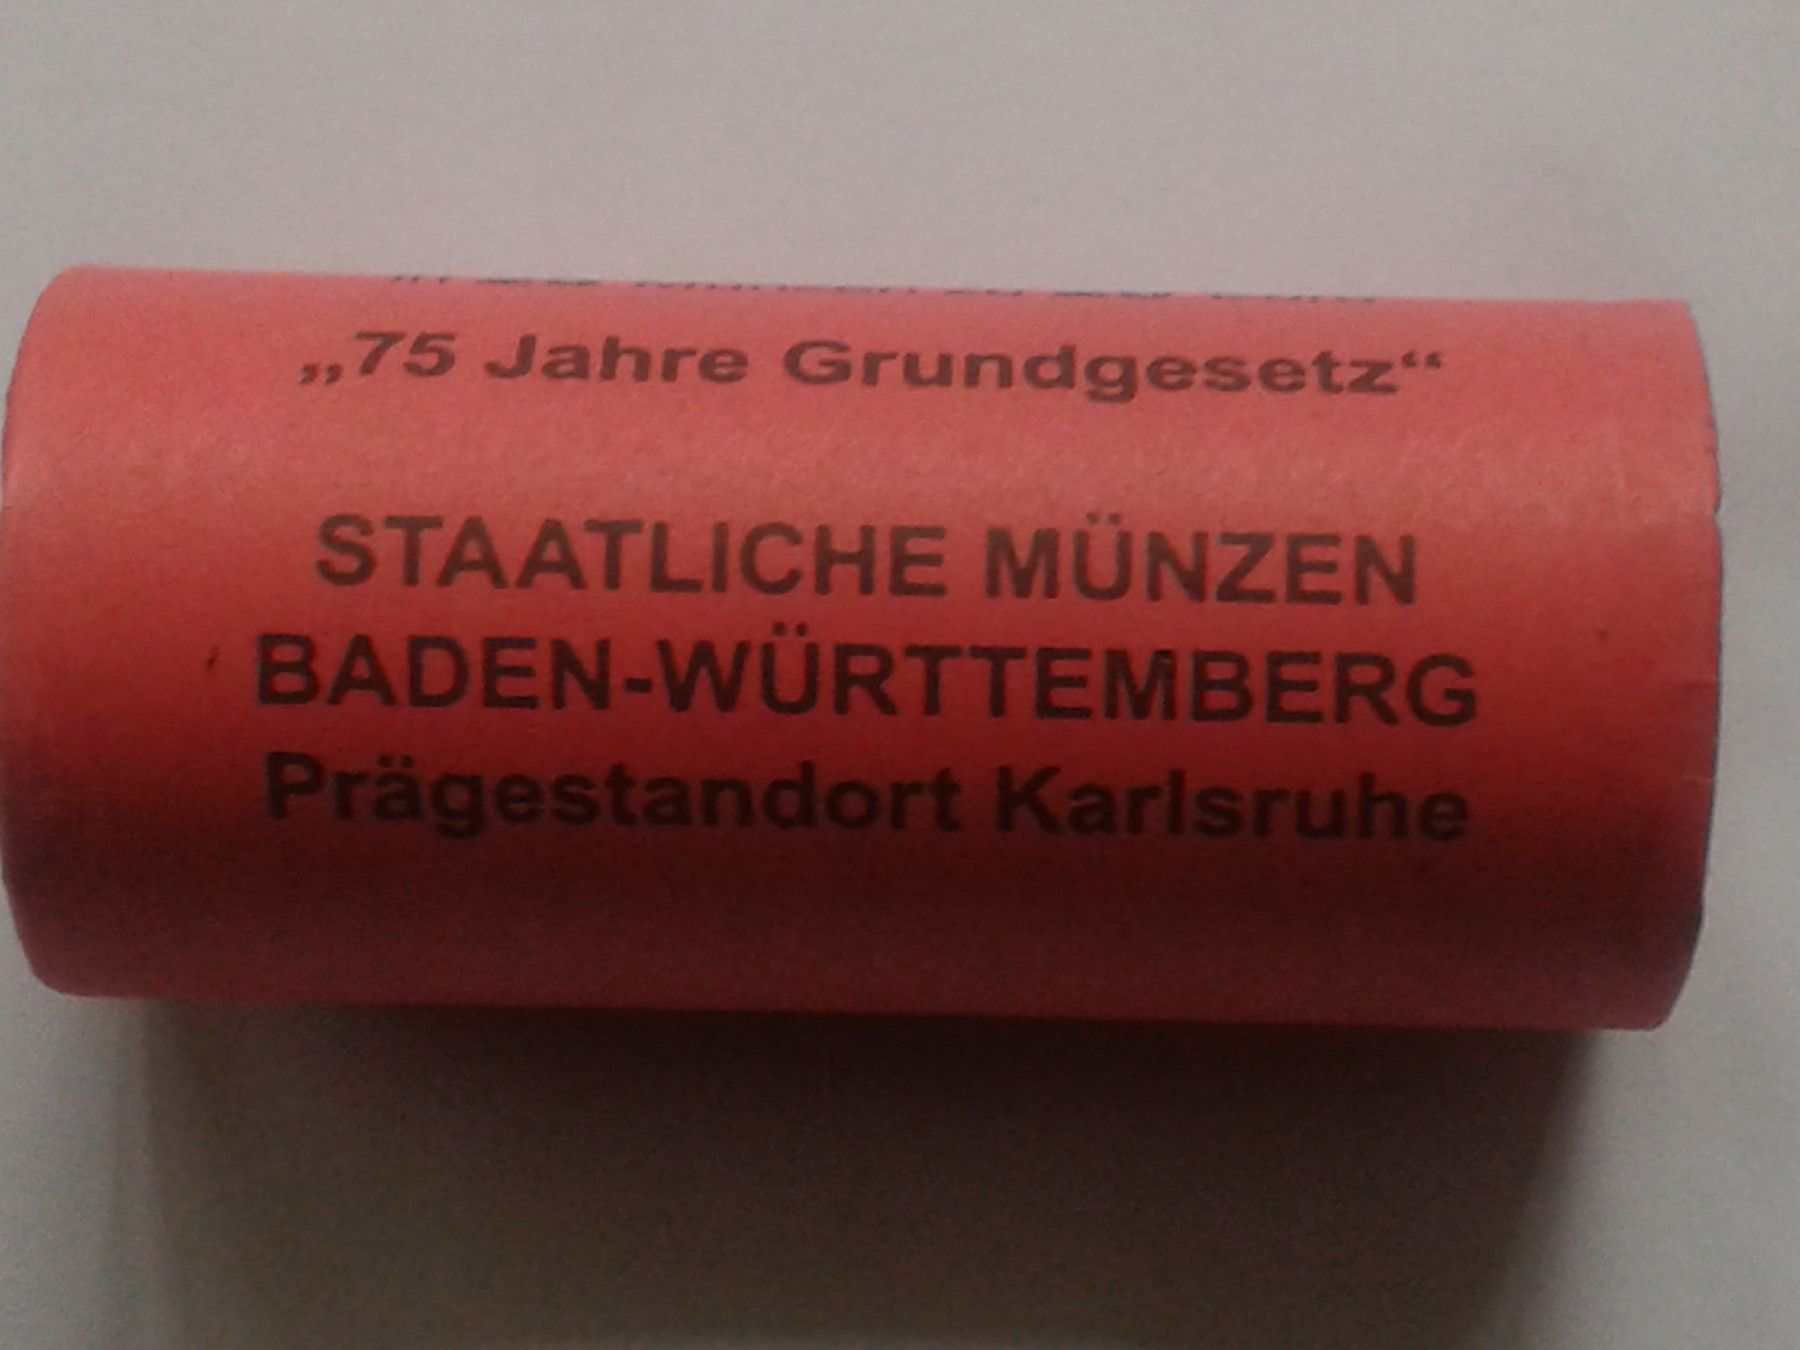 „75 Jahre Grundgesetz“
STAATLICHE MÜNZEN
BADEN-WÜRTTEMBERG
Prägestandort Karlsruhe